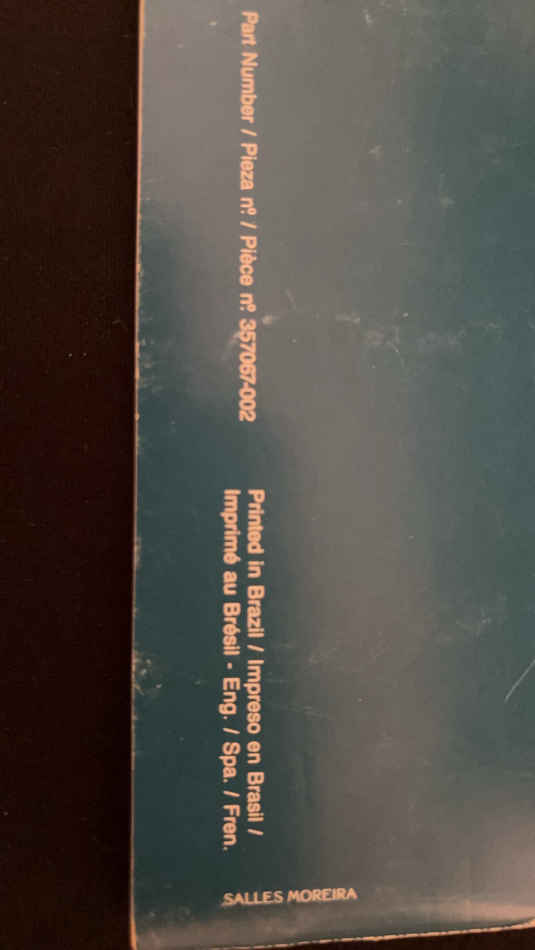 Part Number / Pieza nº / Pièce nº 357067-002
Printed in Brazil / Impreso en Brasil /
Imprimé au Brésil - Eng. / Spa. / Fren.
SALLES MOREIRA